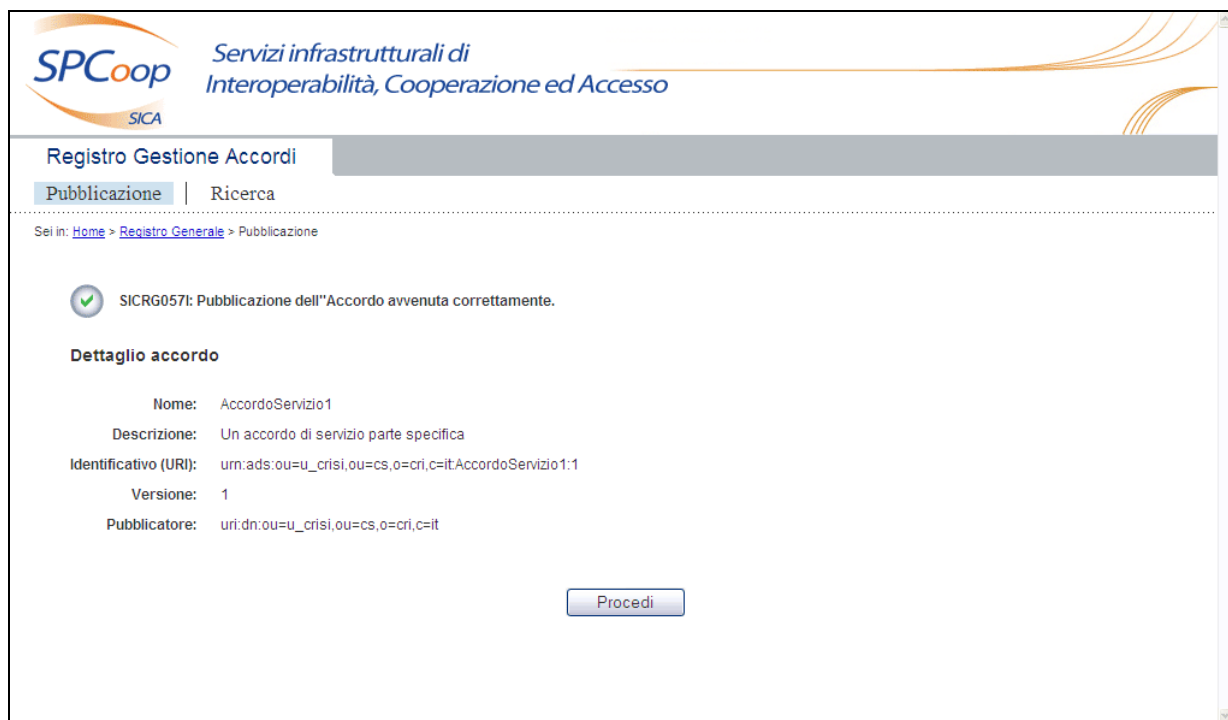 SPCoop
SICA
Servizi infrastrutturali di
Interoperabilità, Cooperazione ed Accesso
Registro Gestione Accordi
Pubblicazione | Ricerca
Sei in: Home > Registro Generale > Pubblicazione
SICRG057I: Pubblicazione dell''Accordo avvenuta correttamente.
Dettaglio accordo
Nome: AccordoServizio1
Descrizione: Un accordo di servizio parte specifica
Identificativo (URI): urn:ads:ou=u_crisi,ou=cs,o=cri,c=it:AccordoServizio1:1
Versione: 1
Pubblicatore: uri:dn:ou=u_crisi,ou=cs,o=cri,c=it
Procedi